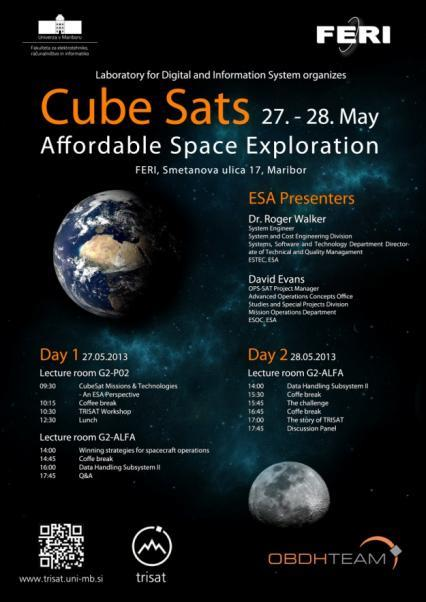 Univerza v Mariboru
Fakulteta za elektrotehniko,
računalništvo in informatiko
FERI
Laboratory for Digital and Information System organizes
Cube Sats 27. - 28. May
Affordable Space Exploration
FERI, Smetanova ulica 17, Maribor
ESA Presenters
Dr. Roger Walker
System Engineer
System and Cost Engineering Division
Systems, Software and Technology Department Director-
ate of Technical and Quality Managament
ESTEC, ESA
David Evans
OPS-SAT Project Manager
Advanced Operations Concepts Office
Studies and Special Projects Division
Mission Operations Department
ESOC, ESA
Day 1 27.05.2013
Lecture room G2-P02
09:30 CubeSat Missions & Technologies
- An ESA Perspective
10:15 Coffee break
10:30 TRISAT Workshop
12:30 Lunch
Lecture room G2-ALFA
14:00 Winning strategies for spacecraft operations
14:45 Coffe break
16:00 Data Handling Subsystem II
17:45 Q&A
Day 2 28.05.2013
Lecture room G2-ALFA
14:00 Data Handling Subsystem II
15:30 Coffe break
15:45 The challenge
16:45 Coffe break
17:00 The story of TRISAT
17:45 Discussion Panel
www.trisat.uni-mb.si
trisat
OBDHTEAM